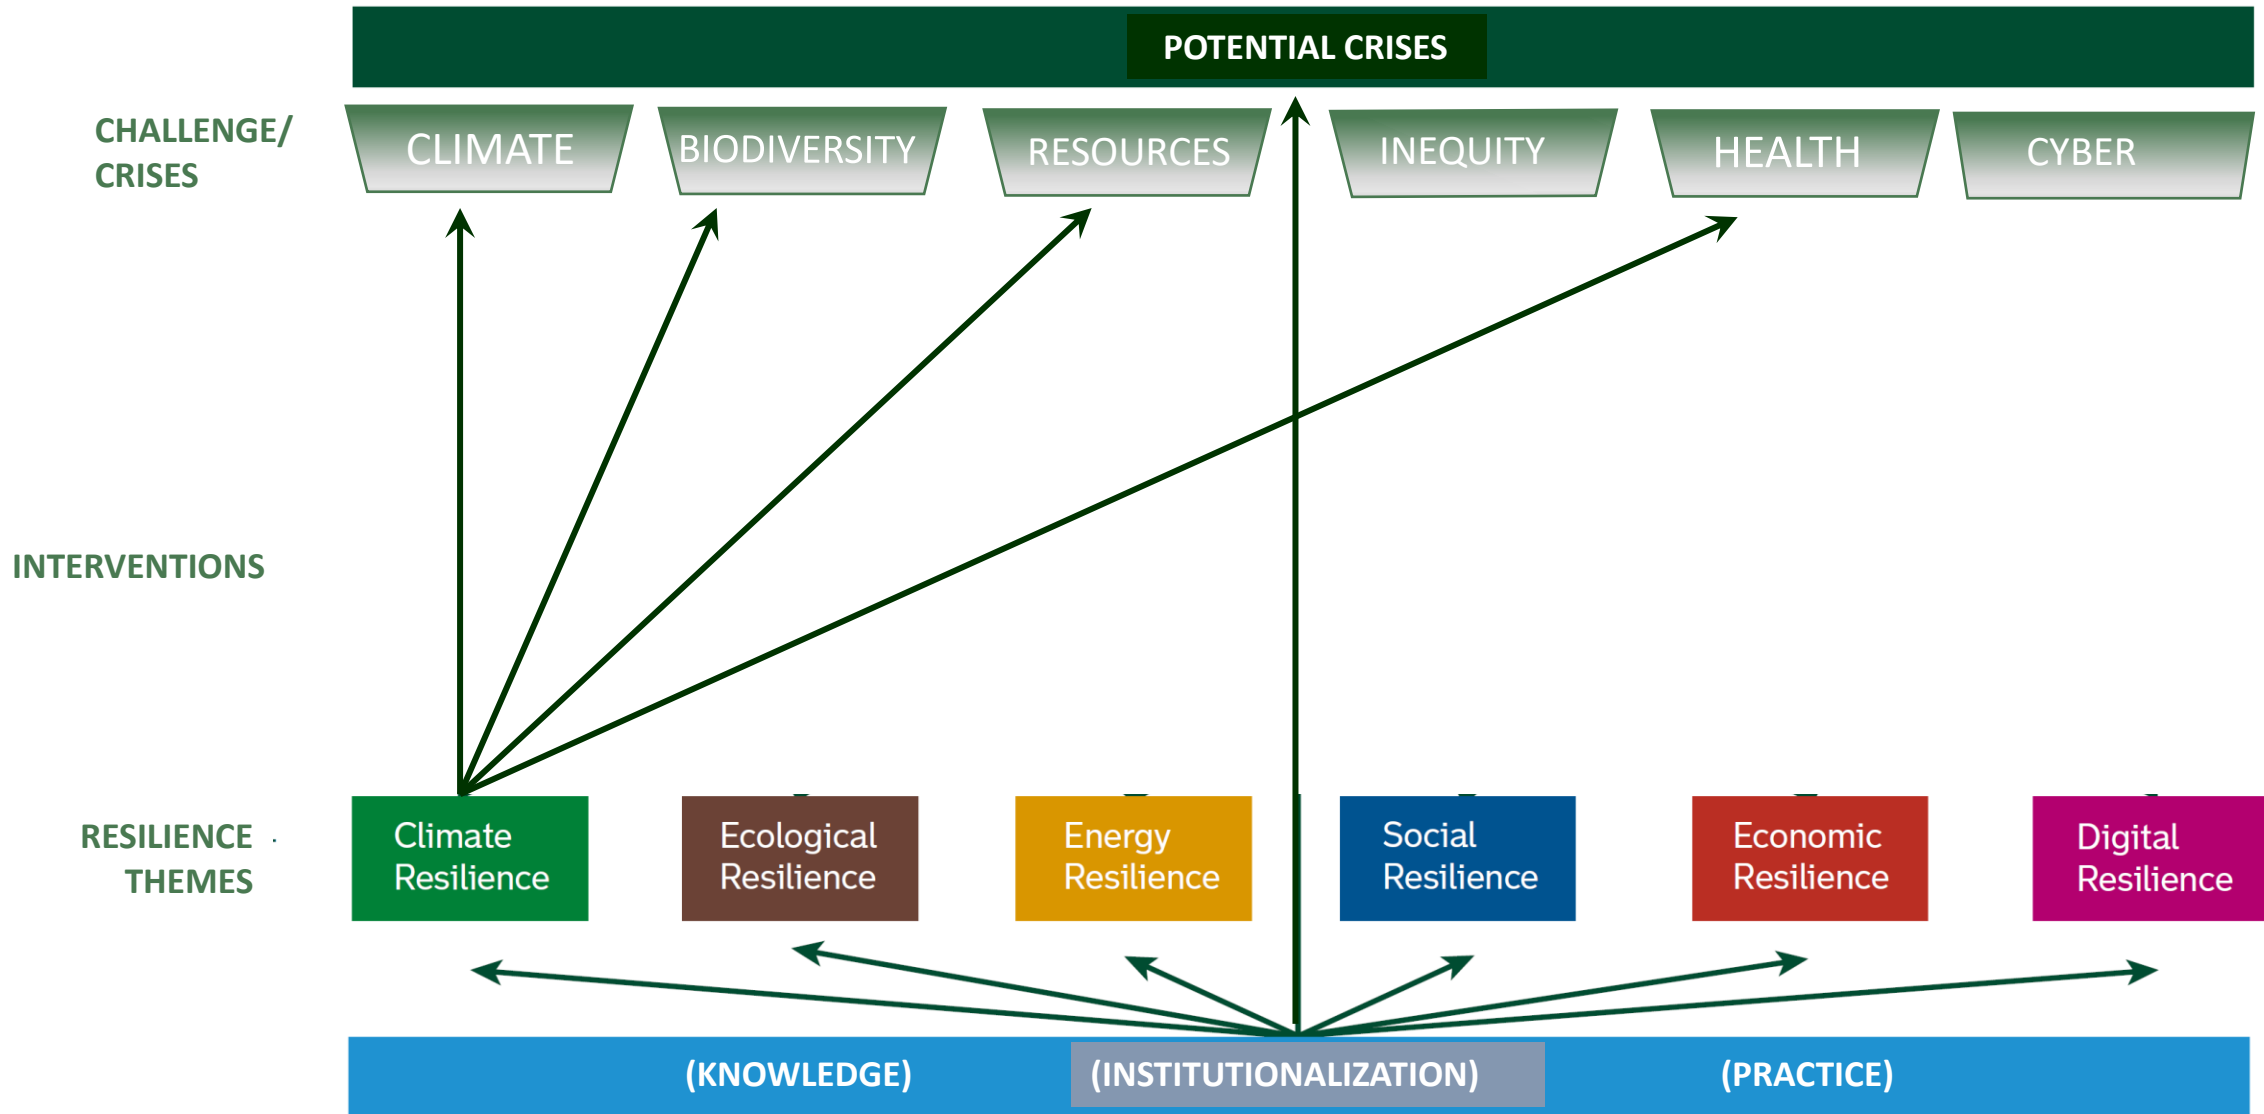 POTENTIAL CRISES
CHALLENGE/
CRISES
CLIMATE
BIODIVERSITY
RESOURCES
INEQUITY
HEALTH
CYBER
INTERVENTIONS
RESILIENCE
THEMES
Climate
Resilience
Ecological
Resilience
Energy
Resilience
Social
Resilience
Economic
Resilience
Digital
Resilience
(KNOWLEDGE)
(INSTITUTIONALIZATION)
(PRACTICE)